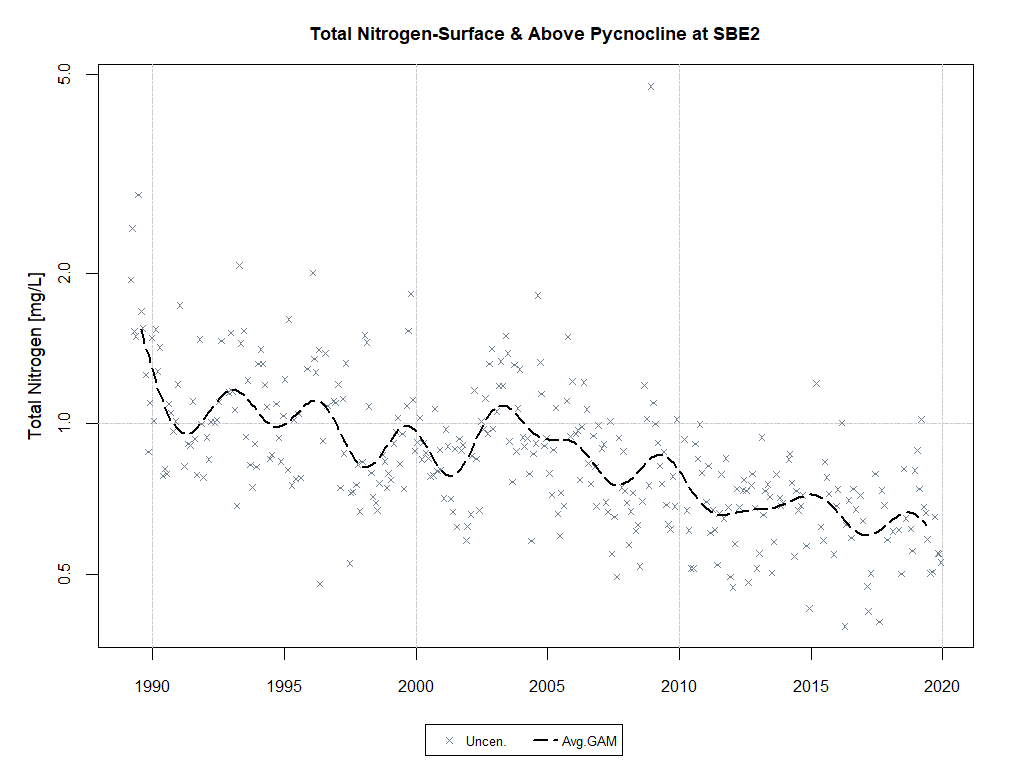 Total Nitrogen-Surface & Above Pycnocline at SBE2
Total Nitrogen [mg/L]
5.0
2.0
1.0
0.5
1990 1995 2000 2005 2010 2015 2020
Uncen. Avg.GAM